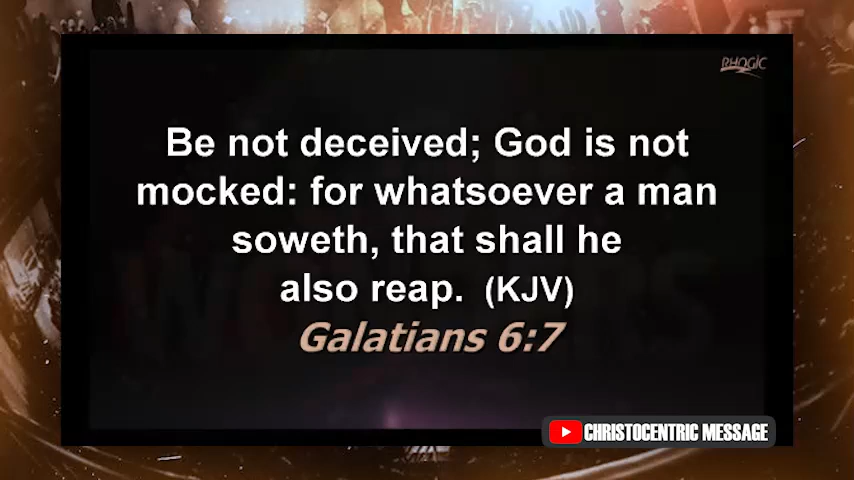 RHOGIC
Be not deceived; God is not
mocked: for whatsoever a man
soweth, that shall he
also reap. (KJV)
Galatians 6:7
CHRISTOCENTRIC MESSAGE